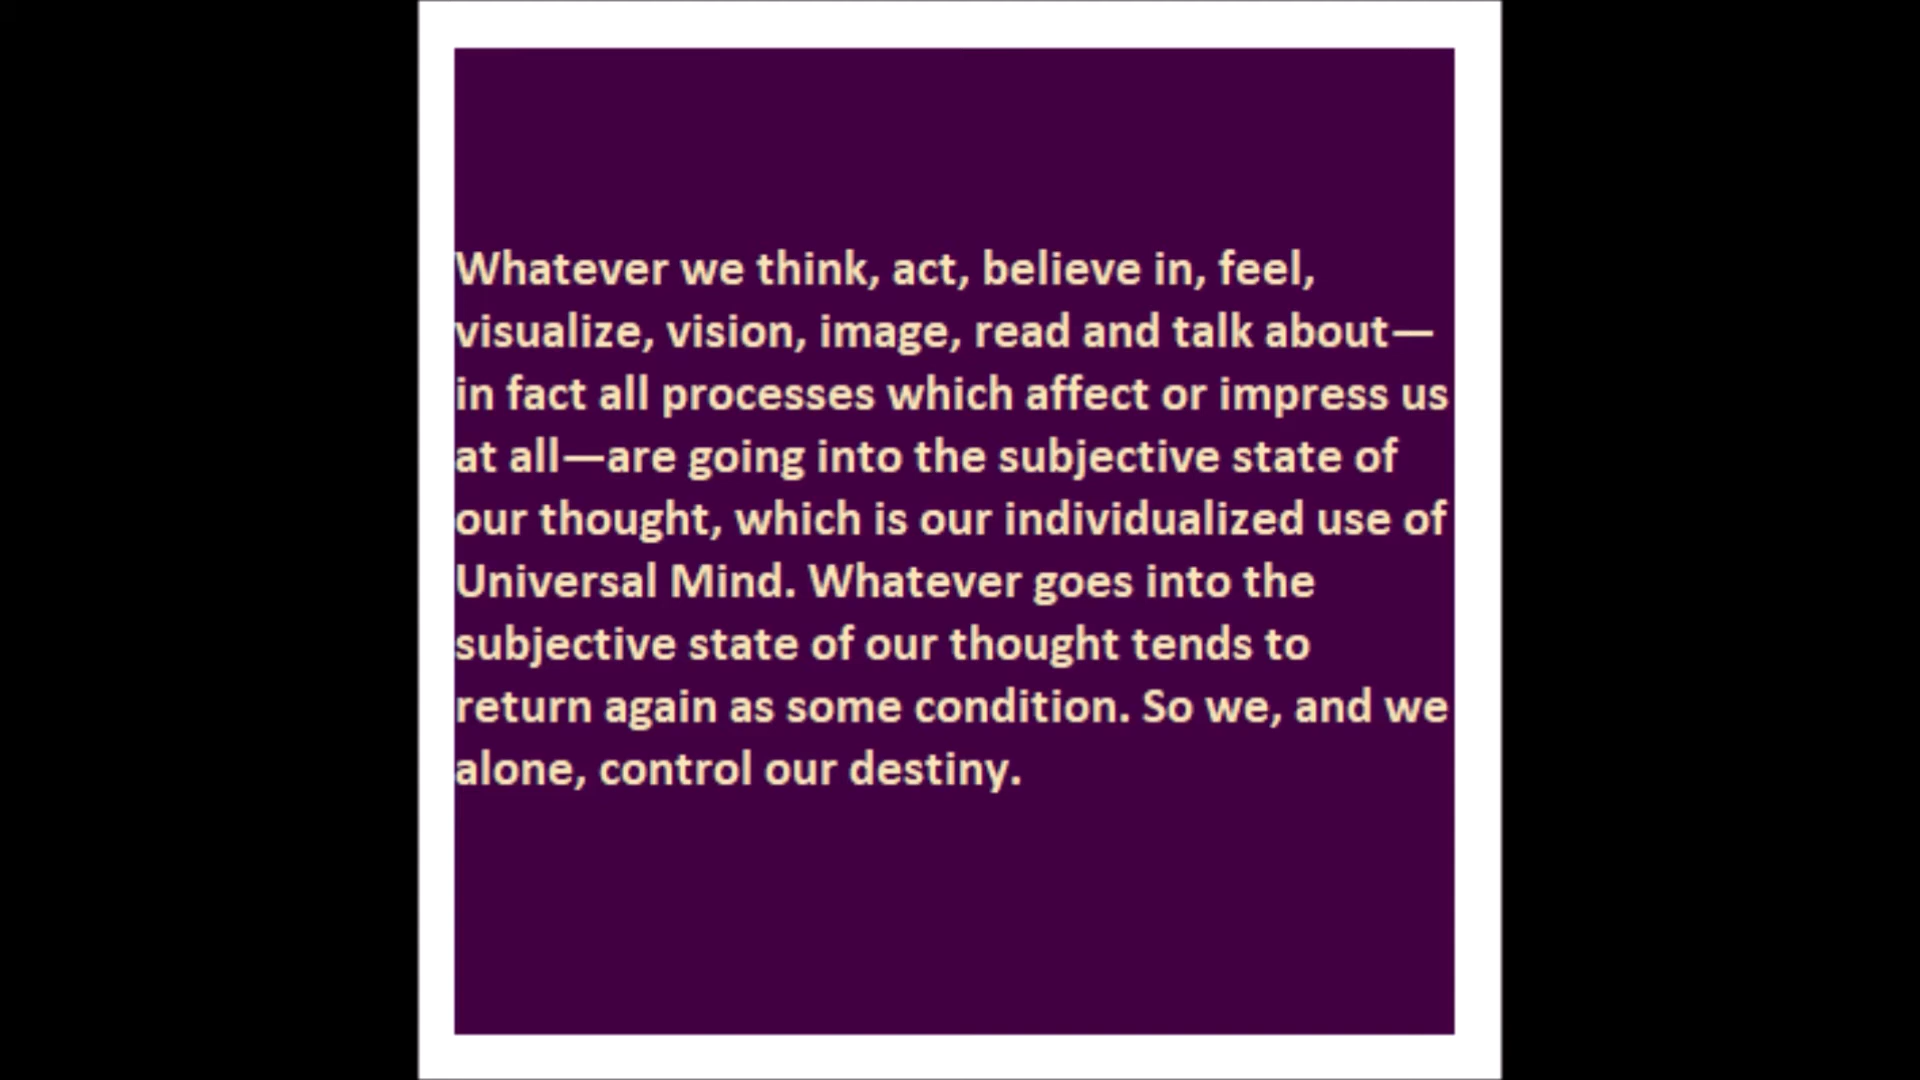 Whatever we think, act, believe in, feel,
visualize, vision, image, read and talk about—
in fact all processes which affect or impress us
at all—are going into the subjective state of
our thought, which is our individualized use of
Universal Mind. Whatever goes into the
subjective state of our thought tends to
return again as some condition. So we, and we
alone, control our destiny.